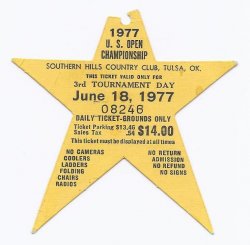 1977
U. S. OPEN
CHAMPIONSHIP
SOUTHERN HILLS COUNTRY CLUB, TULSA, OK.
THIS TICKET VALID ONLY FOR
3rd TOURNAMENT DAY
June 18, 1977
08246
DAILY TICKET-GROUNDS ONLY
Ticket Parking $13.46
Sales Tax .54 $14.00
This ticket must be displayed at all times
NO CAMERAS
COOLERS
LADDERS
FOLDING
CHAIRS
RADIOS
NO RETURN
ADMISSION
NO REFUND
NO SIGNS